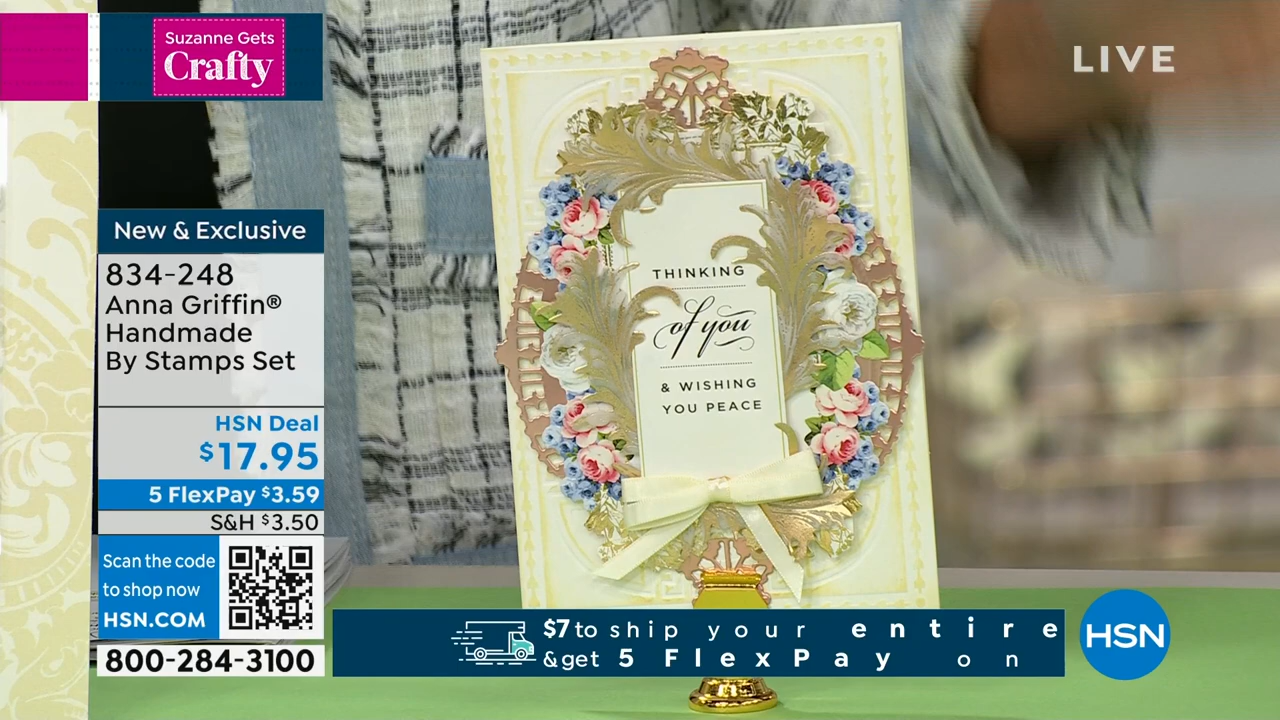 Suzanne Gets
Crafty
LIVE
New & Exclusive
834-248
Anna Griffin®
Handmade
By Stamps Set
HSN Deal
$17.95
5 FlexPay $3.59
S&H $3.50
Scan the code
to shop now
HSN.COM
800-284-3100
THINKING
of you
& WISHING
YOU PEACE
$7 to ship your entire
& get 5 FlexPay on
HSN